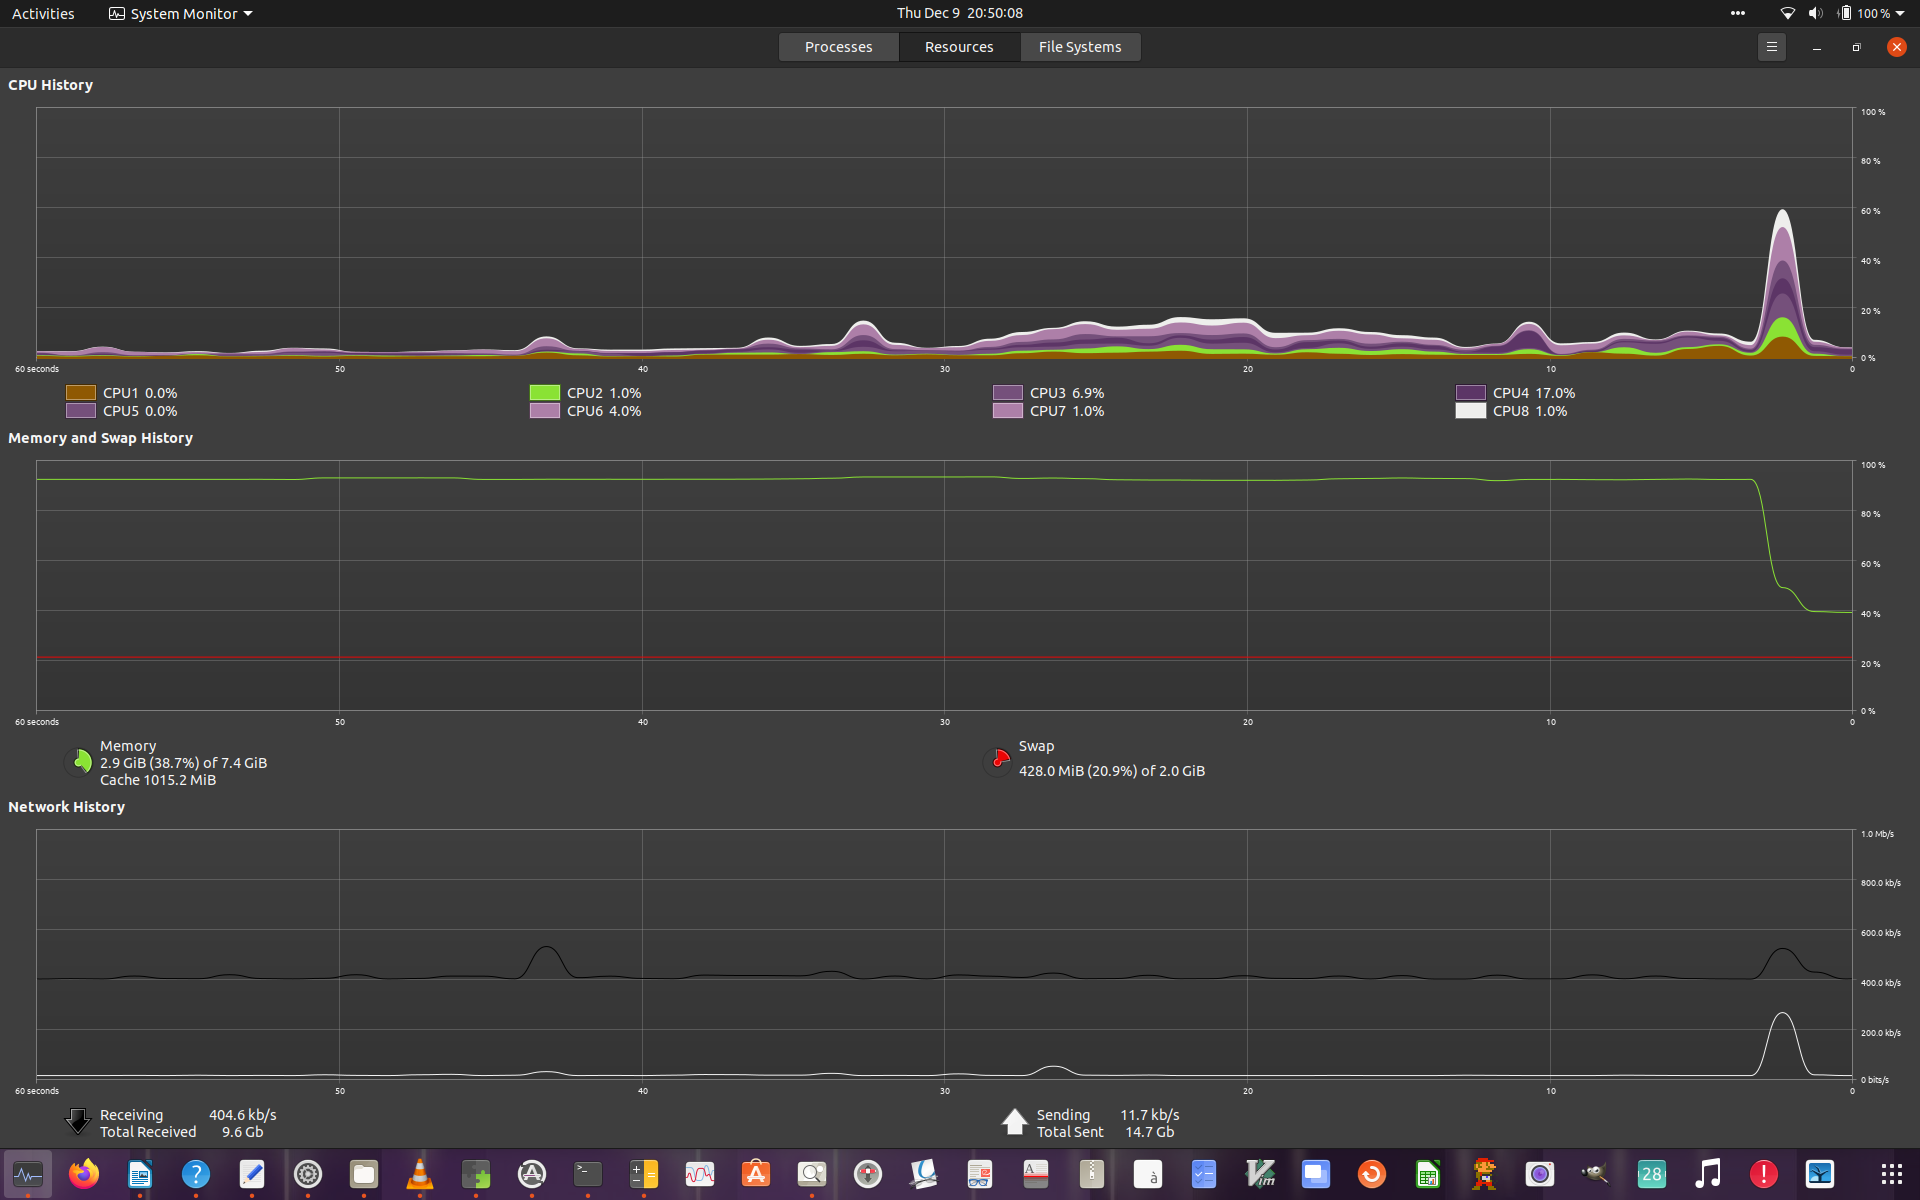 Activities System Monitor Thu Dec 9 20:50:08 100 %
Processes Resources File Systems
CPU History
100 %
80 %
60 %
40 %
20 %
0 %
60 seconds 50 40 30 20 10 0
CPU1 0.0% CPU2 1.0% CPU3 6.9% CPU4 17.0%
CPU5 0.0% CPU6 4.0% CPU7 1.0% CPU8 1.0%
Memory and Swap History
100 %
80 %
60 %
40 %
20 %
0 %
60 seconds 50 40 30 20 10 0
Memory
2.9 GiB (38.7%) of 7.4 GiB
Cache 1015.2 MiB
Swap
428.0 MiB (20.9%) of 2.0 GiB
Network History
1.0 Mb/s
800.0 kb/s
600.0 kb/s
400.0 kb/s
200.0 kb/s
0 bits/s
60 seconds 50 40 30 20 10 0
Receiving 404.6 kb/s
Total Received 9.6 Gb
Sending 11.7 kb/s
Total Sent 14.7 Gb
? >_ A à Vim 28 !